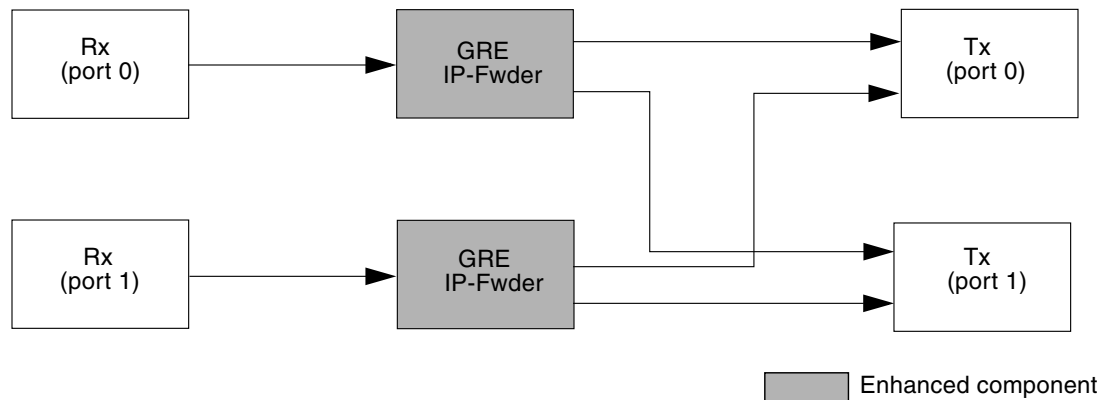 Rx
(port 0)
GRE
IP-Fwder
Tx
(port 0)
Rx
(port 1)
GRE
IP-Fwder
Tx
(port 1)
Enhanced component